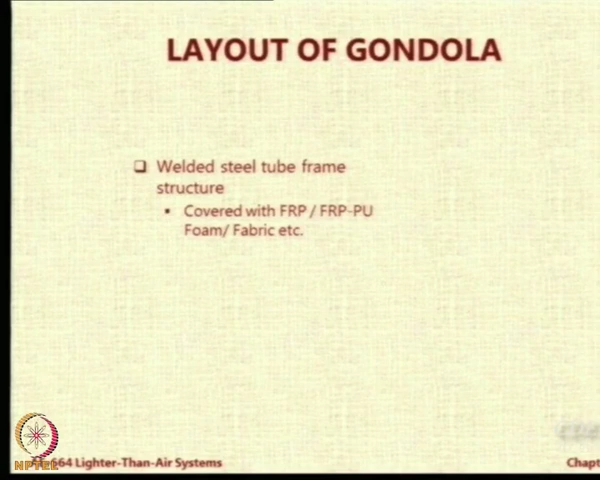 LAYOUT OF GONDOLA
❑ Welded steel tube frame
structure
▪ Covered with FRP / FRP-PU
Foam/ Fabric etc.
NPTEL
664 Lighter-Than-Air Systems
Chapt